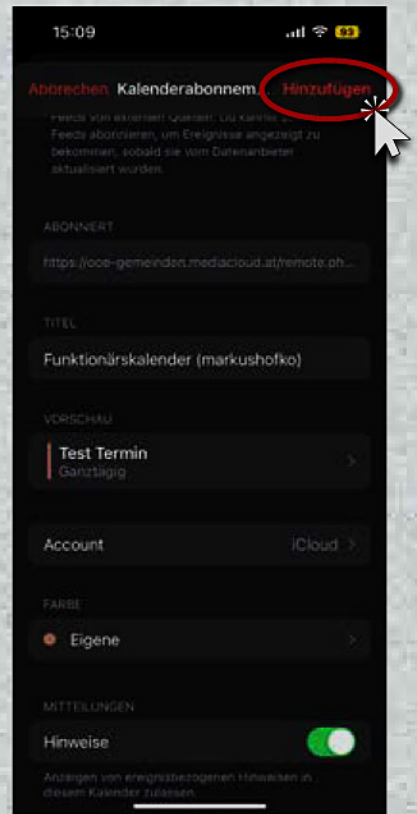 15:09
93
Abbrechen Kalenderabonnem... Hinzufügen
Feeds von externen Quellen. Du kannst
Feeds abonnieren, um Ereignisse angezeigt zu
bekommen, sobald sie vom Datenanbieter
aktualisiert wurden.
ABONNIERT
https://ooe-gemeinden.mediacloud.at/remote.ph...
TITEL
Funktionärskalender (markushofko)
VORSCHAU
Test Termin
Ganztägig
Account iCloud
FARBE
Eigene
MITTEILUNGEN
Hinweise
Anzeigen von ereignisbezogenen Hinweisen in
diesem Kalender zulassen.